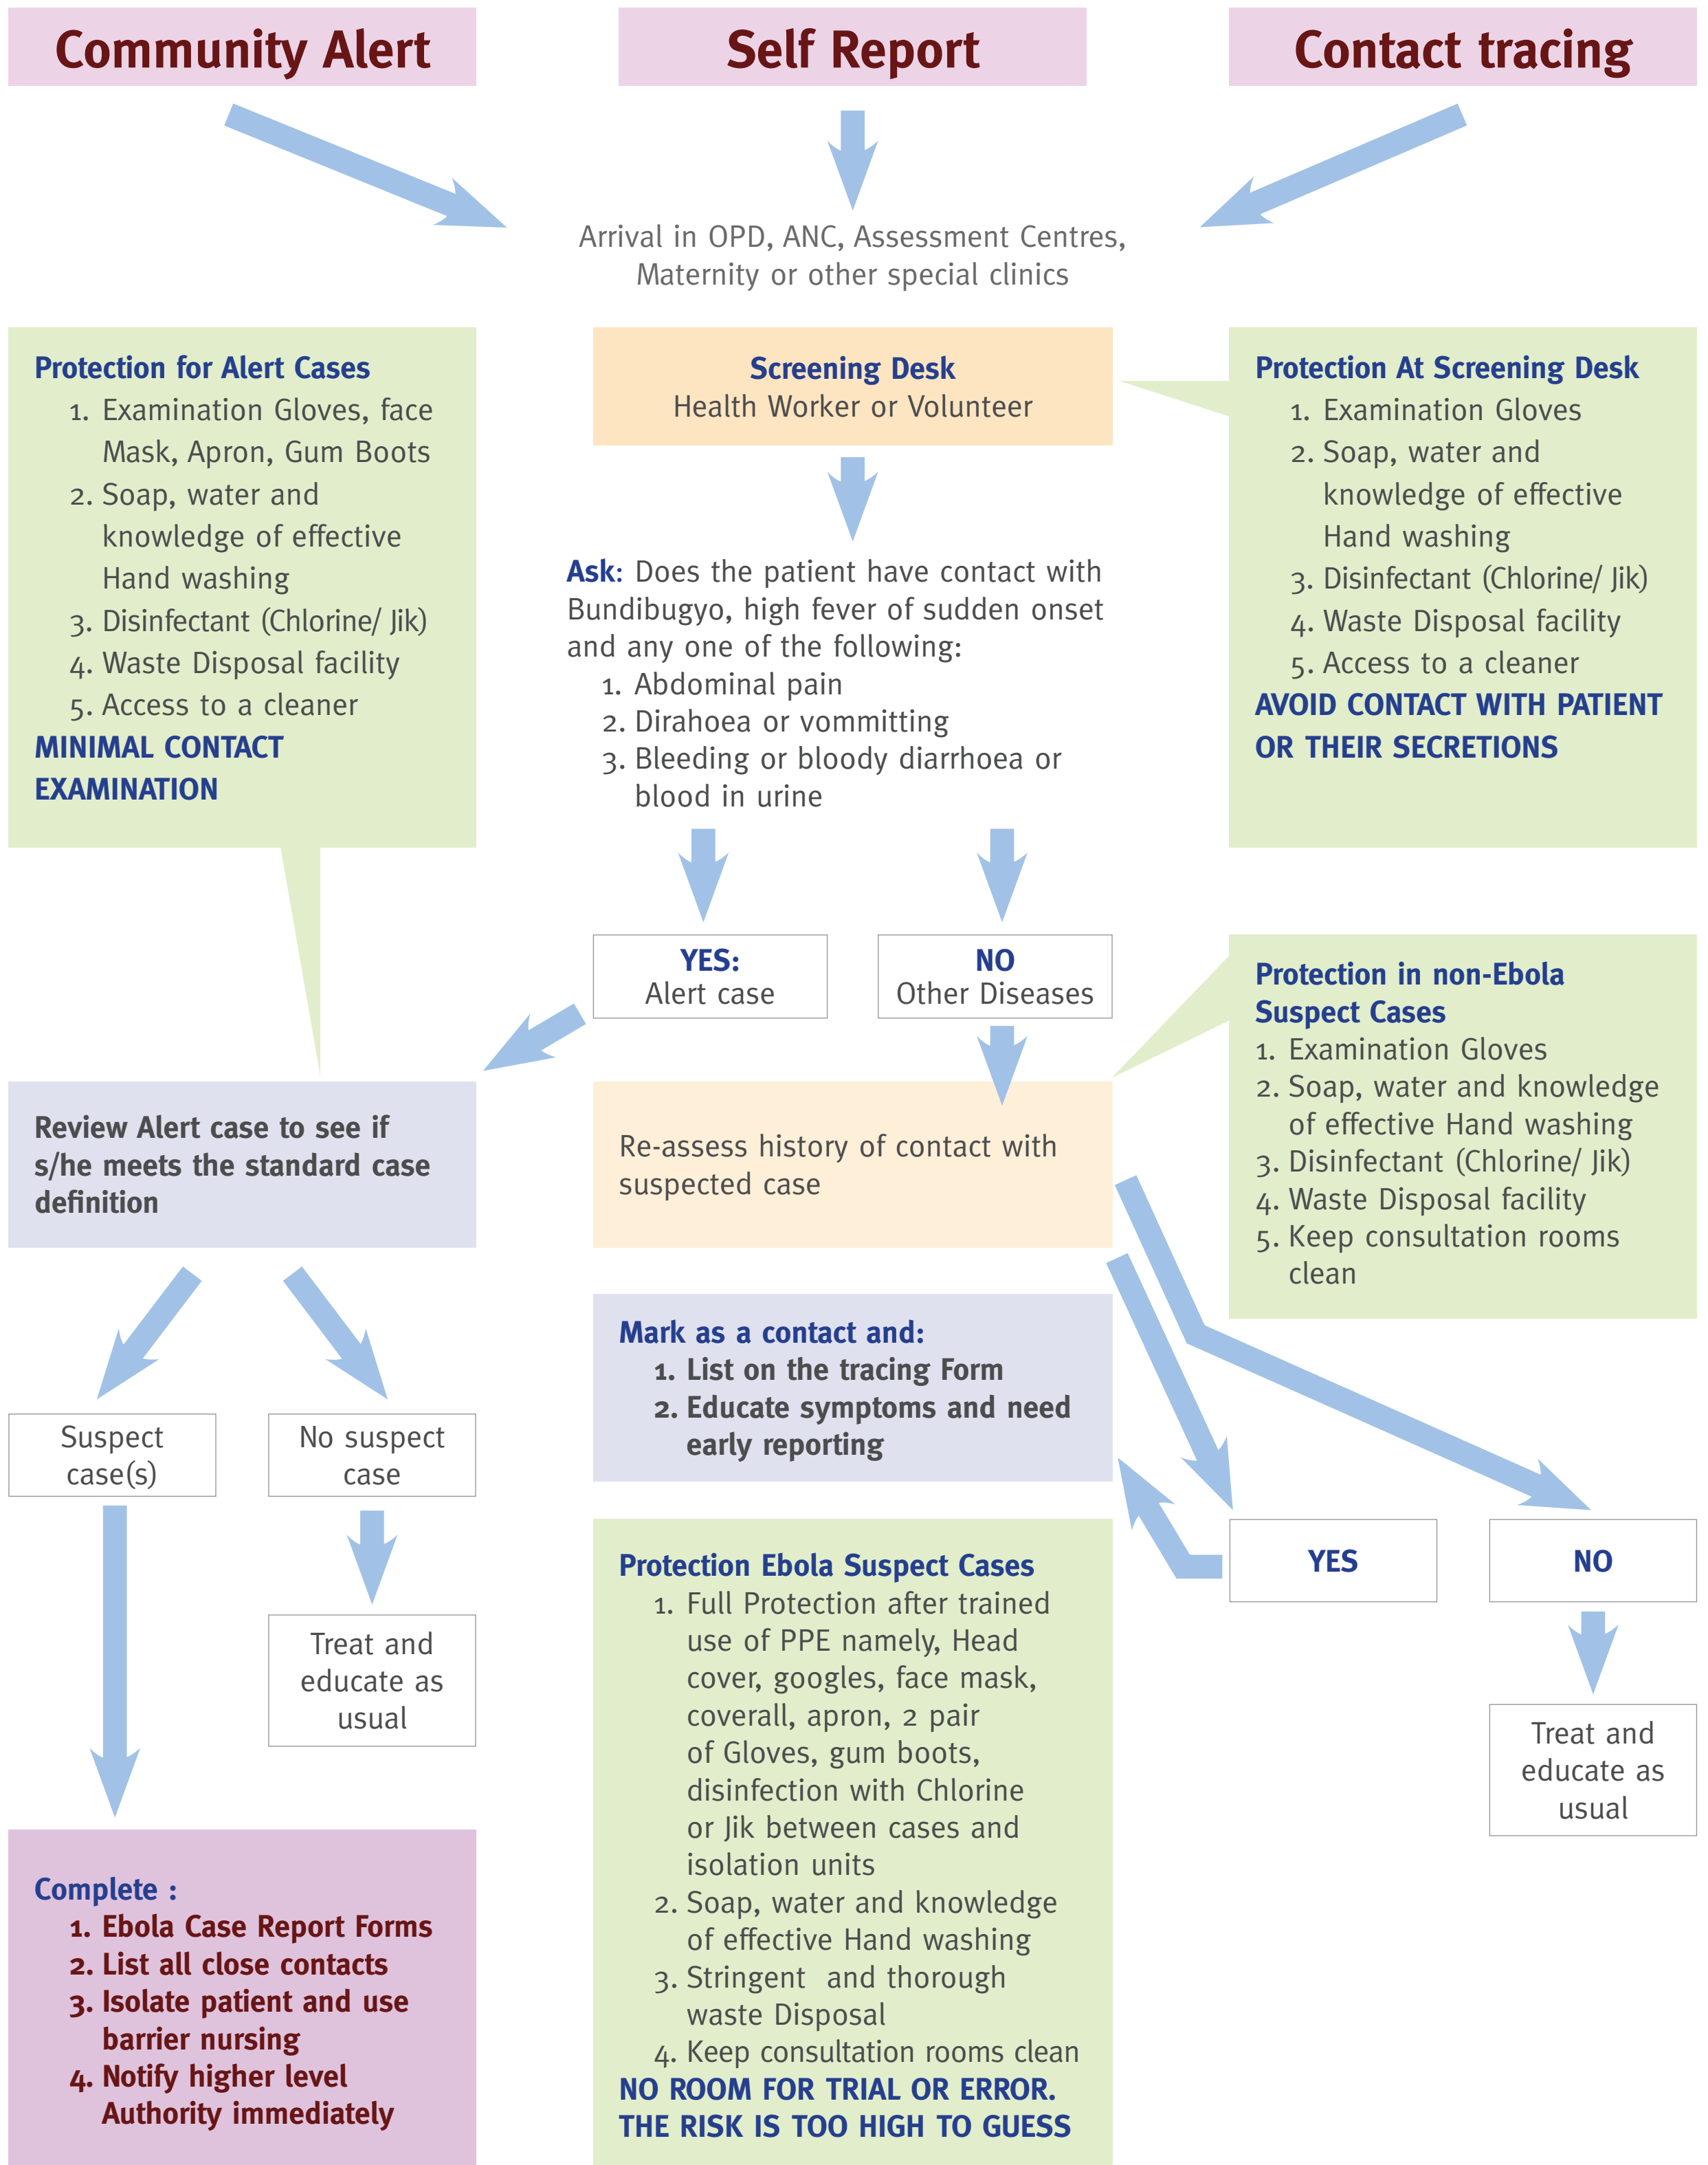 Community Alert
Self Report
Contact tracing
Arrival in OPD, ANC, Assessment Centres,
Maternity or other special clinics
Protection for Alert Cases
1. Examination Gloves, face
Mask, Apron, Gum Boots
2. Soap, water and
knowledge of effective
Hand washing
3. Disinfectant (Chlorine/ Jik)
4. Waste Disposal facility
5. Access to a cleaner
MINIMAL CONTACT
EXAMINATION
Screening Desk
Health Worker or Volunteer
Protection At Screening Desk
1. Examination Gloves
2. Soap, water and
knowledge of effective
Hand washing
3. Disinfectant (Chlorine/ Jik)
4. Waste Disposal facility
5. Access to a cleaner
AVOID CONTACT WITH PATIENT
OR THEIR SECRETIONS
Ask: Does the patient have contact with
Bundibugyo, high fever of sudden onset
and any one of the following:
1. Abdominal pain
2. Dirahoea or vommitting
3. Bleeding or bloody diarrhoea or
blood in urine
YES:
Alert case
NO
Other Diseases
Protection in non-Ebola
Suspect Cases
1. Examination Gloves
2. Soap, water and knowledge
of effective Hand washing
3. Disinfectant (Chlorine/ Jik)
4. Waste Disposal facility
5. Keep consultation rooms
clean
Review Alert case to see if
s/he meets the standard case
definition
Re-assess history of contact with
suspected case
Mark as a contact and:
1. List on the tracing Form
2. Educate symptoms and need
early reporting
Suspect
case(s)
No suspect
case
Treat and
educate as
usual
YES
NO
Treat and
educate as
usual
Protection Ebola Suspect Cases
1. Full Protection after trained
use of PPE namely, Head
cover, googles, face mask,
coverall, apron, 2 pair
of Gloves, gum boots,
disinfection with Chlorine
or Jik between cases and
isolation units
2. Soap, water and knowledge
of effective Hand washing
3. Stringent and thorough
waste Disposal
4. Keep consultation rooms clean
NO ROOM FOR TRIAL OR ERROR.
THE RISK IS TOO HIGH TO GUESS
Complete :
1. Ebola Case Report Forms
2. List all close contacts
3. Isolate patient and use
barrier nursing
4. Notify higher level
Authority immediately